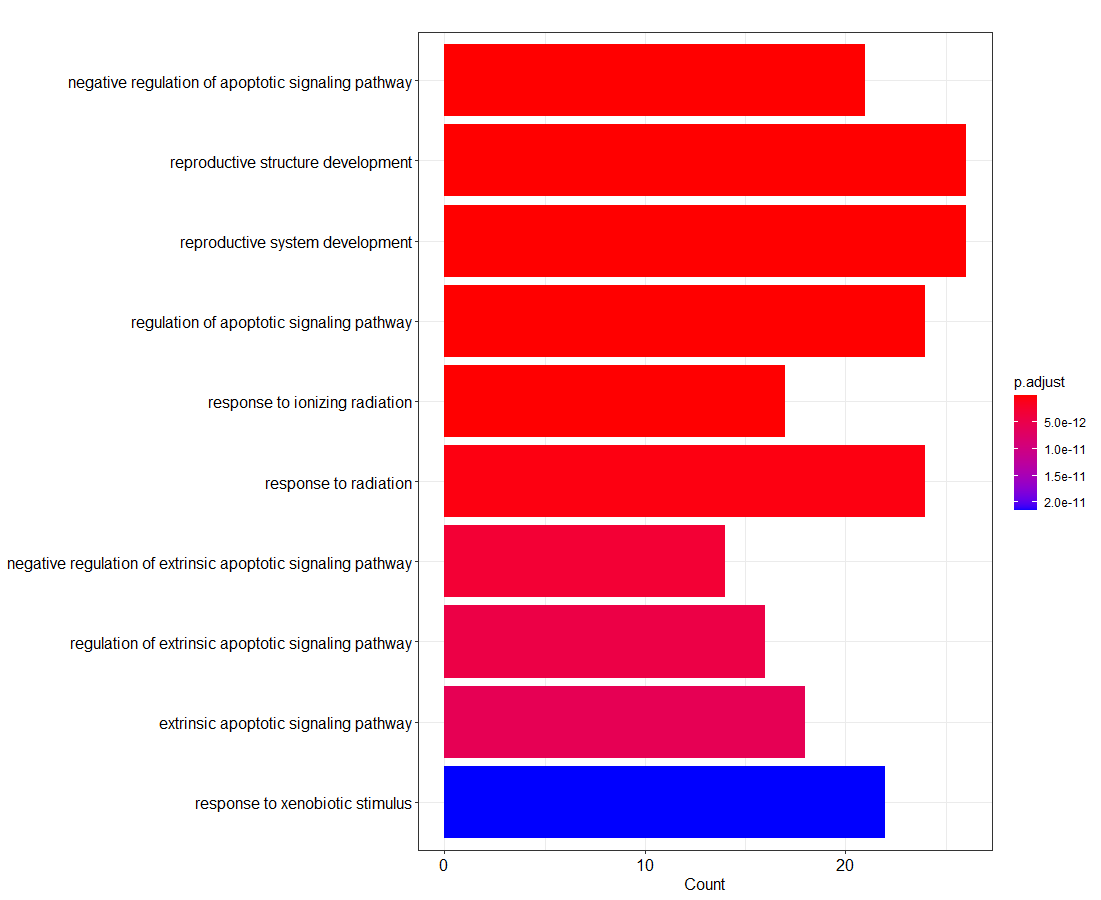 negative regulation of apoptotic signaling pathway
reproductive structure development
reproductive system development
regulation of apoptotic signaling pathway
response to ionizing radiation
response to radiation
negative regulation of extrinsic apoptotic signaling pathway
regulation of extrinsic apoptotic signaling pathway
extrinsic apoptotic signaling pathway
response to xenobiotic stimulus
0 10 20
Count
p.adjust
5.0e-12
1.0e-11
1.5e-11
2.0e-11